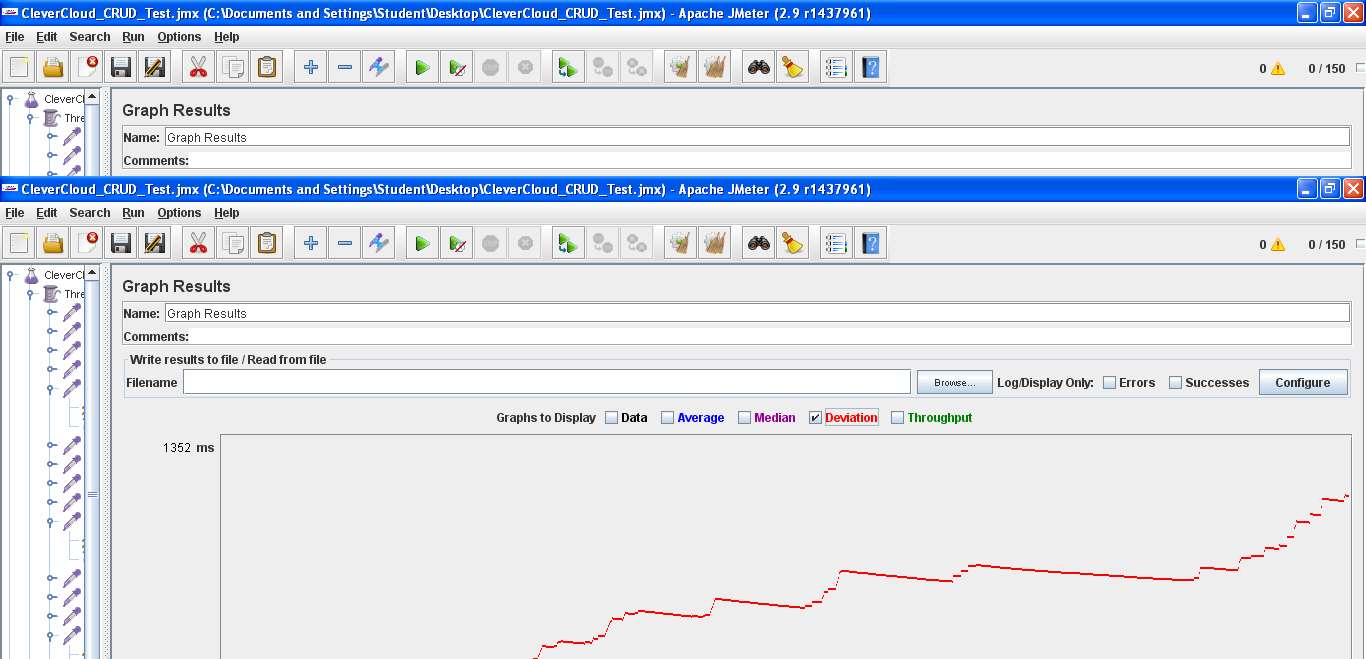 CleverCloud_CRUD_Test.jmx (C:\Documents and Settings\Student\Desktop\CleverCloud_CRUD_Test.jmx) - Apache JMeter (2.9 r1437961)
File Edit Search Run Options Help
0 0 / 150
CleverCl
Thre
Graph Results
Name: Graph Results
Comments:
CleverCloud_CRUD_Test.jmx (C:\Documents and Settings\Student\Desktop\CleverCloud_CRUD_Test.jmx) - Apache JMeter (2.9 r1437961)
File Edit Search Run Options Help
0 0 / 150
CleverCl
Thre
Graph Results
Name: Graph Results
Comments:
Write results to file / Read from file
Filename Browse... Log/Display Only: Errors Successes Configure
Graphs to Display Data Average Median Deviation Throughput
1352 ms